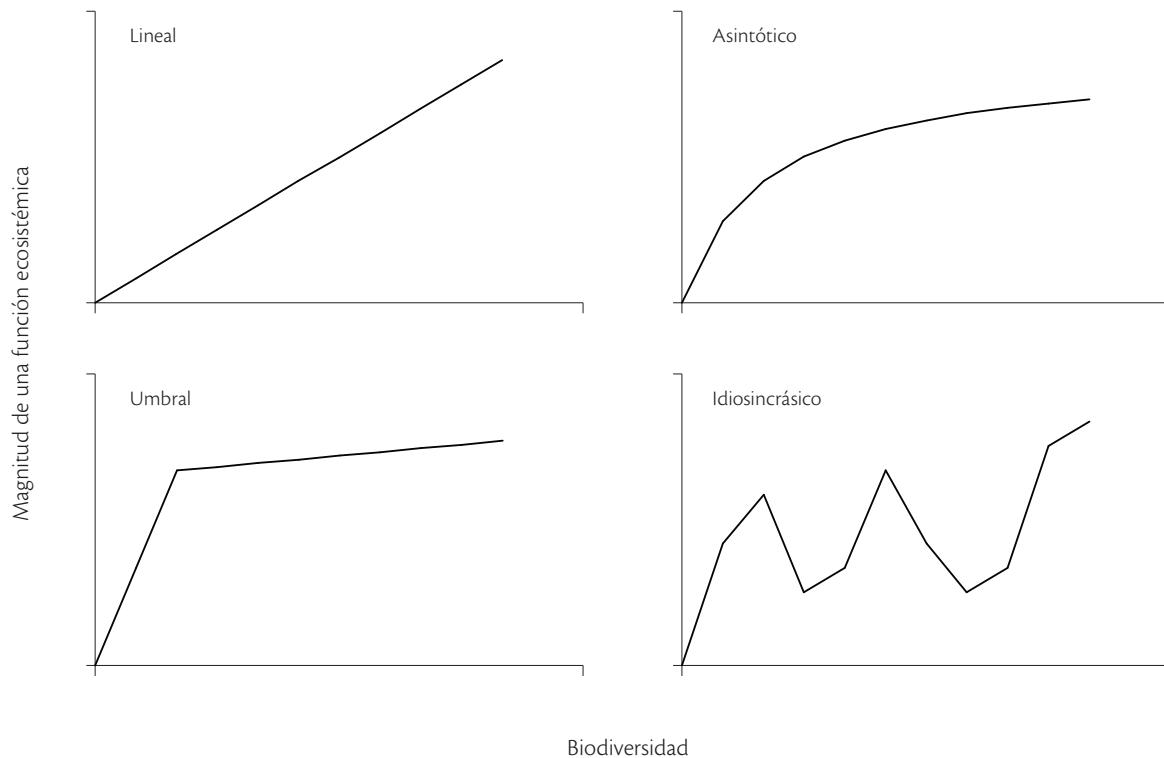 Lineal
Asintótico
Magnitud de una función ecosistémica
Umbral
Idiosincrásico
Biodiversidad